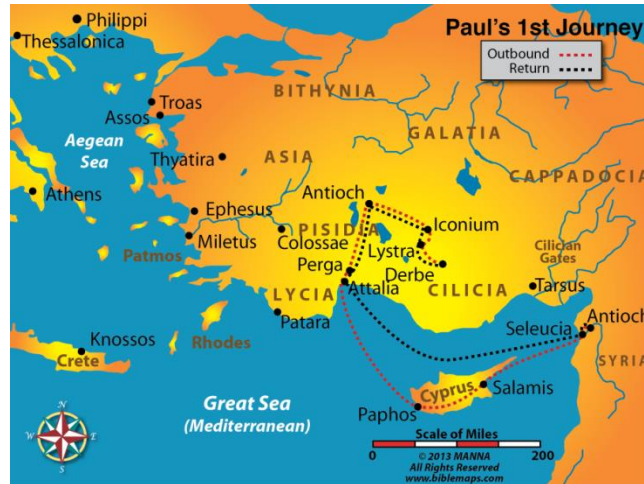 Paul's 1st Journey
Outbound
Return
Philippi
Thessalonica
BITHYNIA
Troas
Assos
GALATIA
Aegean
Sea
Thyatira
ASIA
CAPPADOCIA
Athens
Antioch
Ephesus
PISIDIA
Iconium
Miletus
Colossae
Lystra
Cilician
Gates
Patmos
Perga
Derbe
Attalia
LYCIA
CILICIA
Tarsus
Antioch
Patara
Seleucia
Knossos
Rhodes
SYRIA
Crete
Cyprus
Salamis
Great Sea
(Mediterranean)
Paphos
N
W
E
S
Scale of Miles
0
200
© 2013 MANNA
All Rights Reserved
www.biblemaps.com